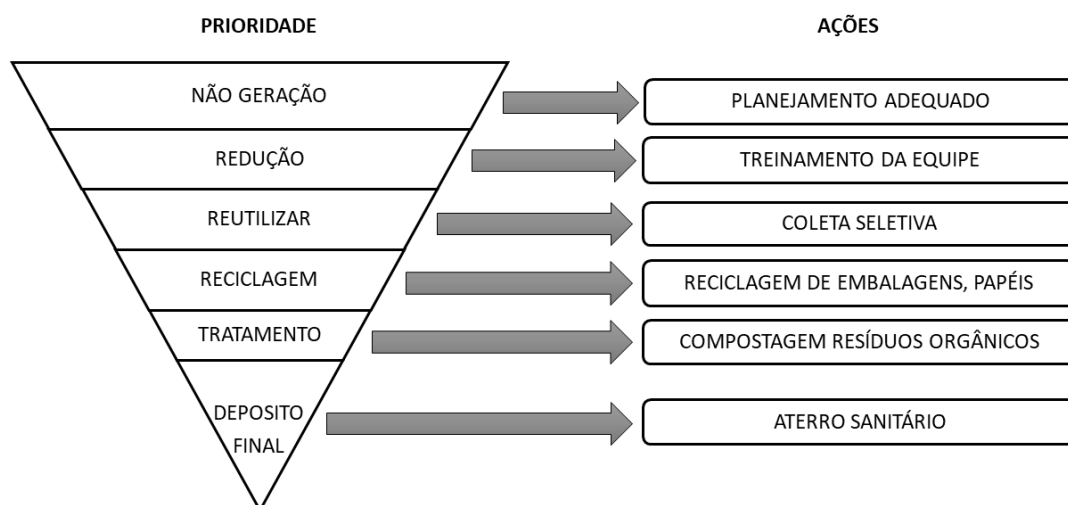 PRIORIDADE
AÇÕES
NÃO GERAÇÃO
PLANEJAMENTO ADEQUADO
REDUÇÃO
TREINAMENTO DA EQUIPE
REUTILIZAR
COLETA SELETIVA
RECICLAGEM
RECICLAGEM DE EMBALAGENS, PAPÉIS
TRATAMENTO
COMPOSTAGEM RESÍDUOS ORGÂNICOS
DEPOSITO
FINAL
ATERRO SANITÁRIO